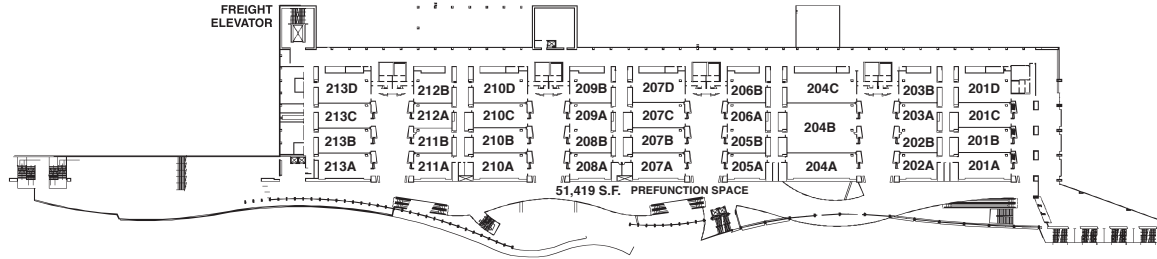 FREIGHT
ELEVATOR
213D 212B 210D 209B 207D 206B 204C 203B 201D
213C 212A 210C 209A 207C 206A 204B 203A 201C
213B 211B 210B 208B 207B 205B 202B 201B
213A 211A 210A 208A 207A 205A 204A 202A 201A
51,419 S.F. PREFUNCTION SPACE